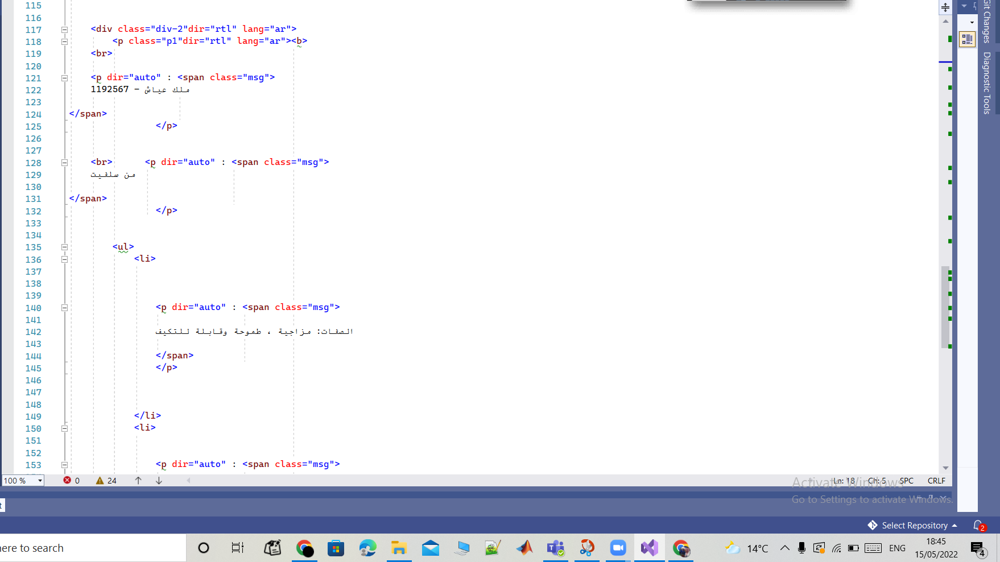 Git Changes
Diagnostic Tools
115
116
117 <div class="div-2"dir="rtl" lang="ar">
118 <p class="p1"dir="rtl" lang="ar"><b>
119 <br>
120
121 <p dir="auto" : <span class="msg">
122 1192567 - ملك عياش
123
124 </span>
125 </p>
126
127
128 <br> <p dir="auto" : <span class="msg">
129 من سلفيت
130
131 </span>
132 </p>
133
134
135 <ul>
136 <li>
137
138
139
140 <p dir="auto" : <span class="msg">
141
142 الصفات: مزاجية ، طموحة وقابلة للتكيف
143
144 </span>
145 </p>
146
147
148
149 </li>
150 <li>
151
152
153 <p dir="auto" : <span class="msg">
100 % 0 24 Ln: 18 Ch: 5 SPC CRLF
Activate Windows
Go to Settings to activate Windows.
t
Select Repository 2
here to search 14°C ENG 18:45
15/05/2022 4